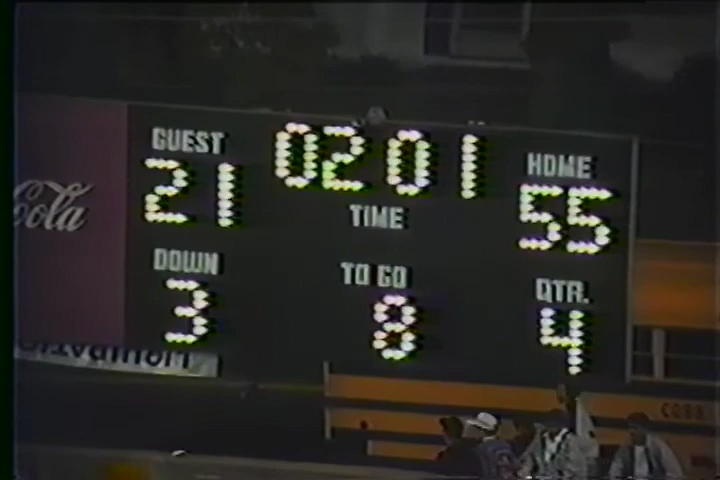 GUEST 02 01 HOME
21 TIME 55
Cola
DOWN TO GO QTR.
3 8 4